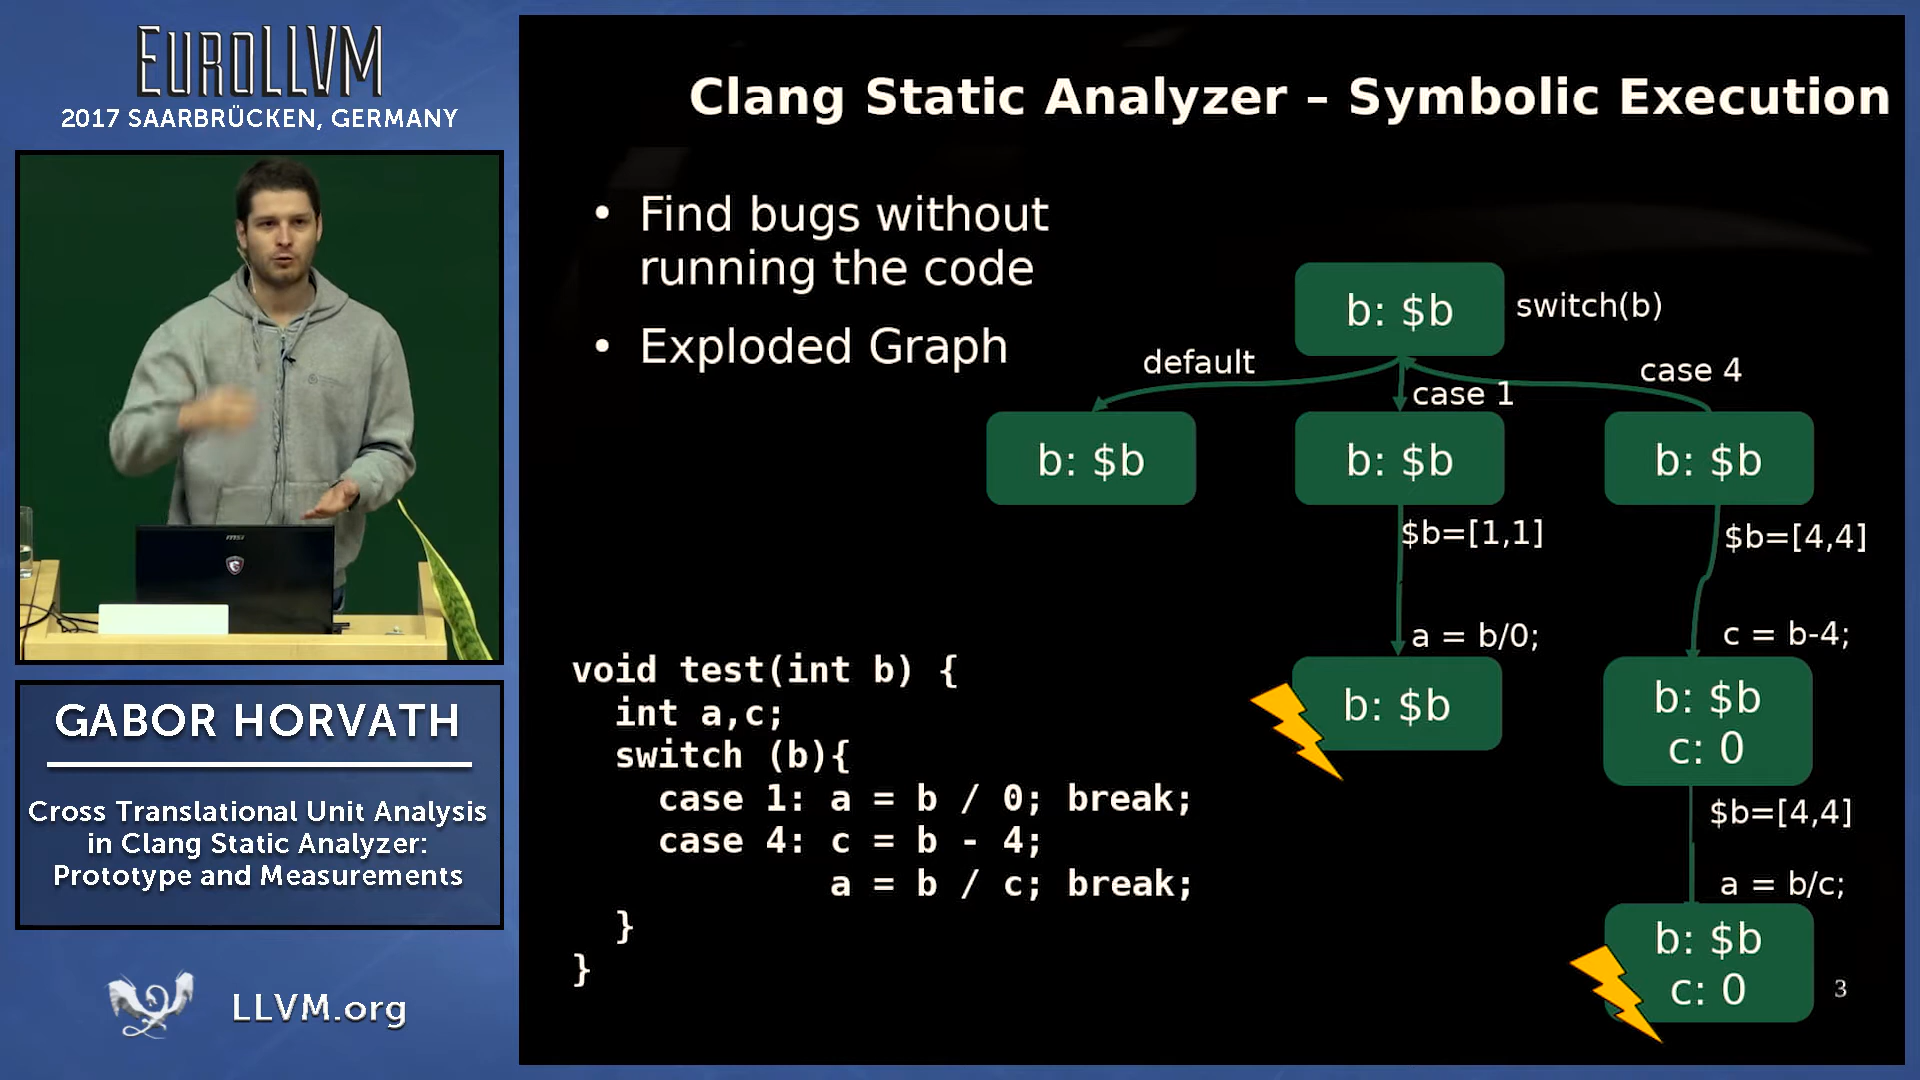 EUROLLVM
2017 SAARBRÜCKEN, GERMANY
msi
GABOR HORVATH
Cross Translational Unit Analysis
in Clang Static Analyzer:
Prototype and Measurements
LLVM.org
Clang Static Analyzer – Symbolic Execution
• Find bugs without
running the code
• Exploded Graph
b: $b
switch(b)
default
case 1
case 4
b: $b
b: $b
b: $b
$b=[1,1]
$b=[4,4]
a = b/0;
c = b-4;
b: $b
b: $b
c: 0
$b=[4,4]
a = b/c;
b: $b
c: 0
void test(int b) {
int a,c;
switch (b){
case 1: a = b / 0; break;
case 4: c = b - 4;
a = b / c; break;
}
}
3